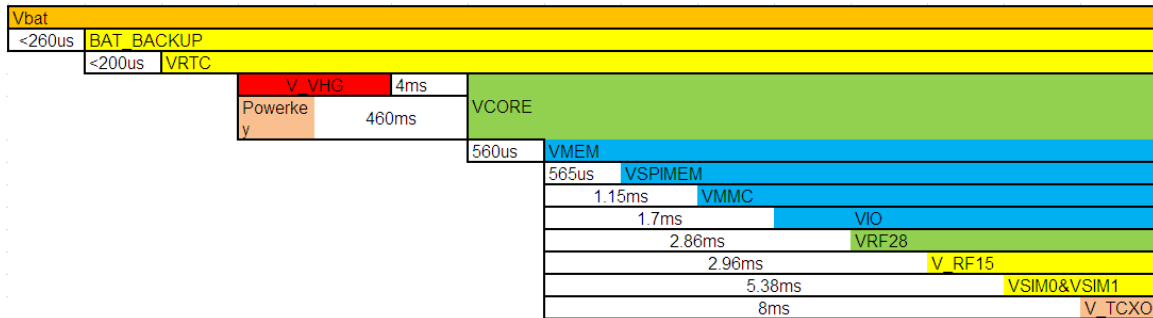 Vbat
<260us BAT_BACKUP
<200us VRTC
V_VHG 4ms
VCORE
Powerke
y
460ms
560us VMEM
565us VSPIMEM
1.15ms VMMC
1.7ms VIO
2.86ms VRF28
2.96ms V_RF15
5.38ms VSIM0&VSIM1
8ms V_TCXO